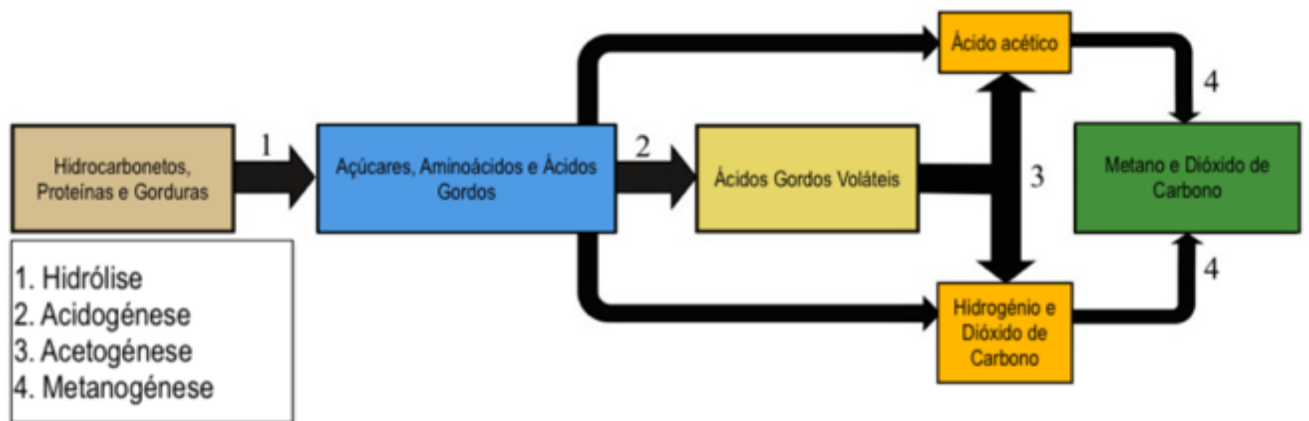 Hidrocarbonetos,
Proteínas e Gorduras
1
Açúcares, Aminoácidos e Ácidos
Gordos
2
Ácidos Gordos Voláteis
3
Ácido acético
4
Hidrogénio e
Dióxido de
Carbono
4
Metano e Dióxido de
Carbono
1. Hidrólise
2. Acidogénese
3. Acetogénese
4. Metanogénese